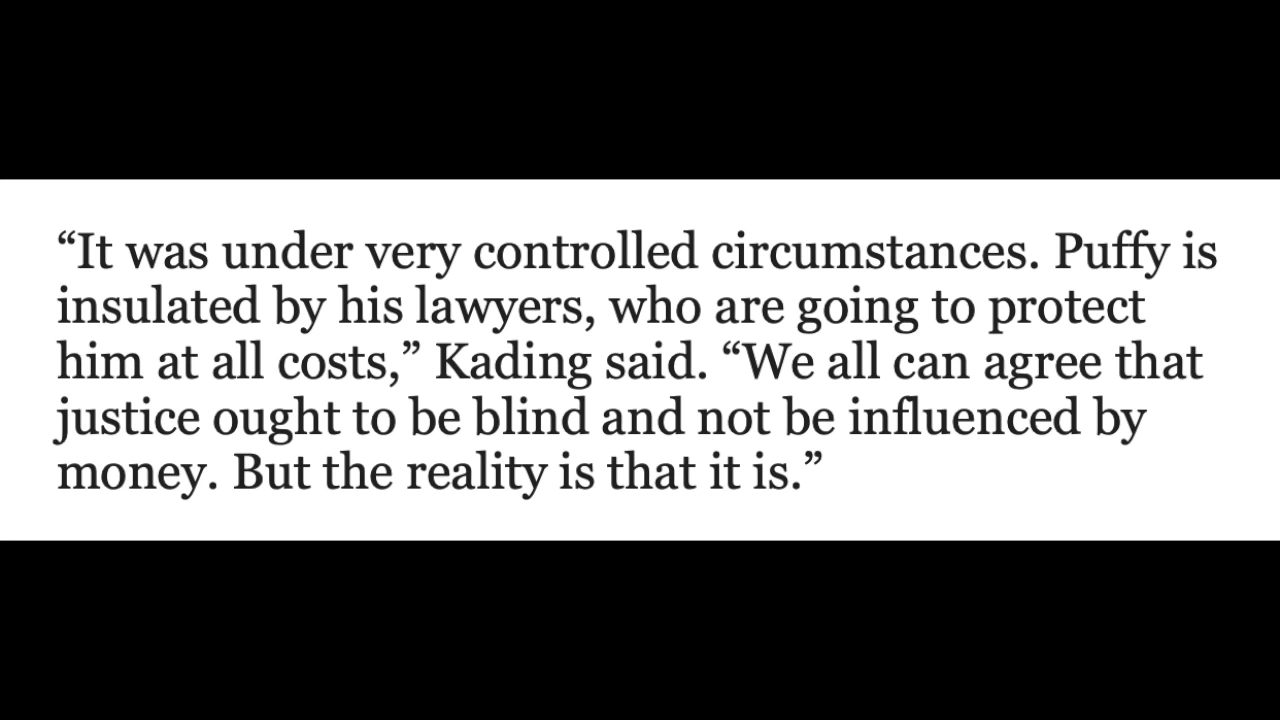 “It was under very controlled circumstances. Puffy is
insulated by his lawyers, who are going to protect
him at all costs,” Kading said. “We all can agree that
justice ought to be blind and not be influenced by
money. But the reality is that it is.”